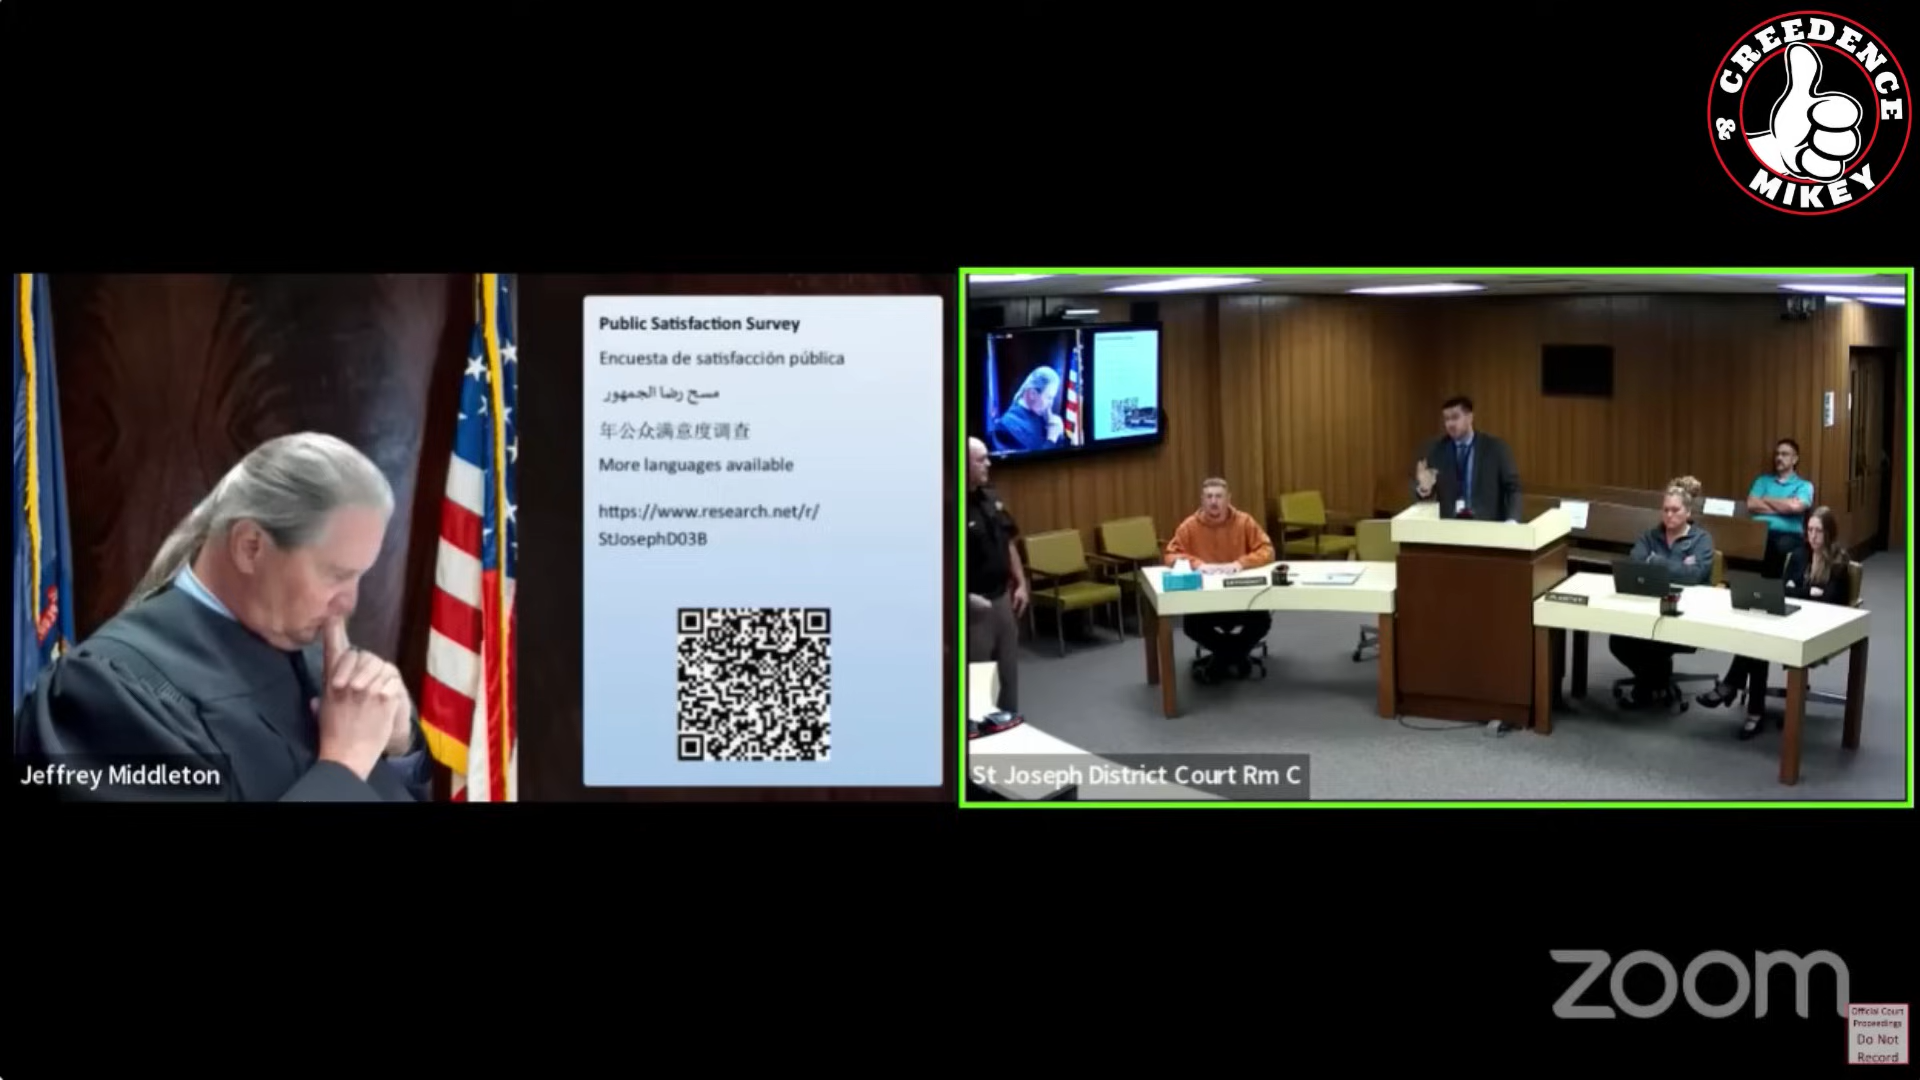 & CREEDENCE
MIKEY
Public Satisfaction Survey
Encuesta de satisfacción pública
مسح رضا الجمهور
年公众满意度调查
More languages available
https://www.research.net/r/
StJosephD03B
Jeffrey Middleton
St Joseph District Court Rm C
zoom
Official Court
Proceedings
Do Not
Record